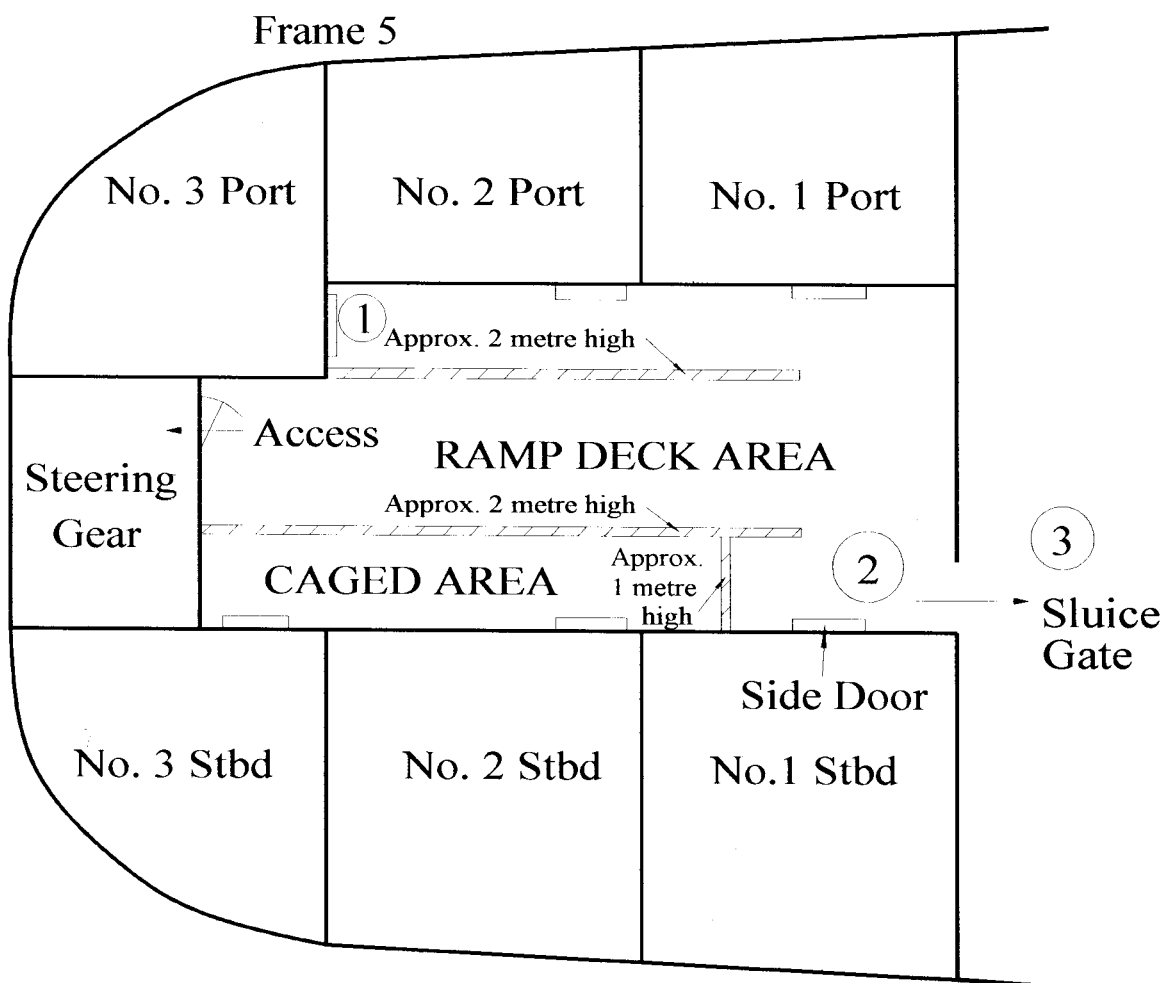 Frame 5
No. 3 Port
No. 2 Port
No. 1 Port
1
Approx. 2 metre high
Access
RAMP DECK AREA
Steering
Gear
Approx. 2 metre high
CAGED AREA
Approx.
1 metre
high
2
3
Sluice
Gate
Side Door
No. 3 Stbd
No. 2 Stbd
No.1 Stbd